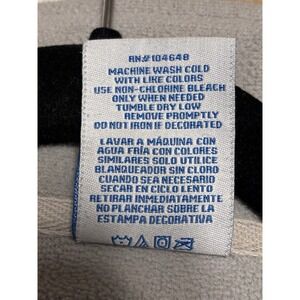 RN#104648
MACHINE WASH COLD
WITH LIKE COLORS
USE NON-CHLORINE BLEACH
ONLY WHEN NEEDED
TUMBLE DRY LOW
REMOVE PROMPTLY
DO NOT IRON IF DECORATED
LAVAR A MÁQUINA CON
AGUA FRÍA CON COLORES
SIMILARES SOLO UTILICE
BLANQUEADOR SIN CLORO
CUANDO SEA NECESARIO
SECAR EN CICLO LENTO
RETIRAR INMEDIATAMENTE
NO PLANCHAR SOBRE LA
ESTAMPA DECORATIVA